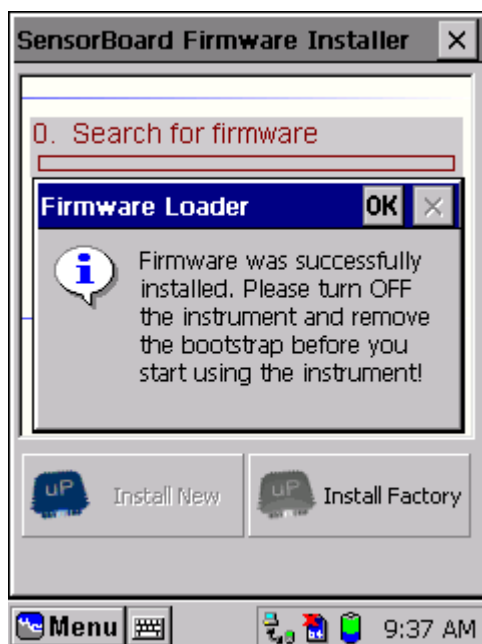 SensorBoard Firmware Installer
0. Search for firmware
Firmware Loader OK
Firmware was successfully
installed. Please turn OFF
the instrument and remove
the bootstrap before you
start using the instrument!
uP Install New uP Install Factory
Menu 9:37 AM